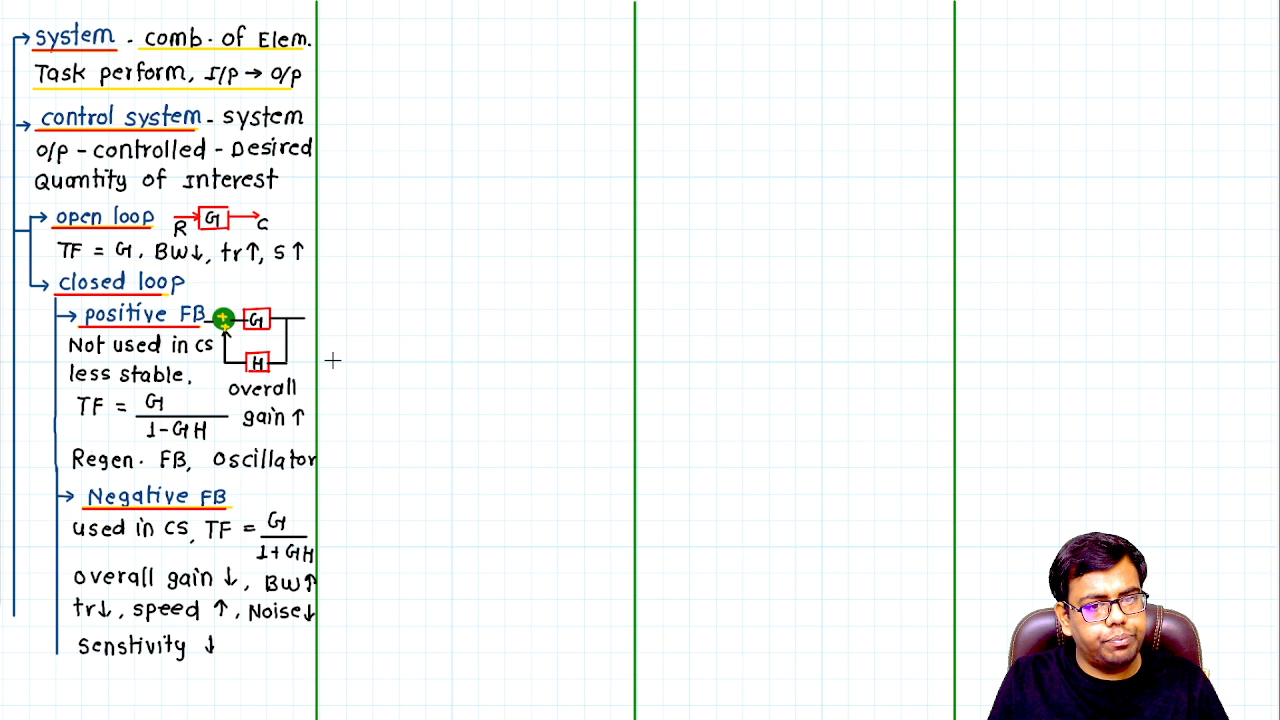 system - comb. of Elem.
Task perform, I/p → o/p
control system - system
o/p - controlled - Desired
Quantity of Interest
open loop R G C
TF = G, BW↓, tr↑, S↑
closed loop
positive FB + + G
Not used in cs H
less stable, overall
TF = G / 1-GH gain ↑
Regen. FB, Oscillator
Negative FB
used in CS, TF = G / 1+GH
overall gain ↓, BW↑
tr↓, speed ↑, Noise↓
senstivity ↓